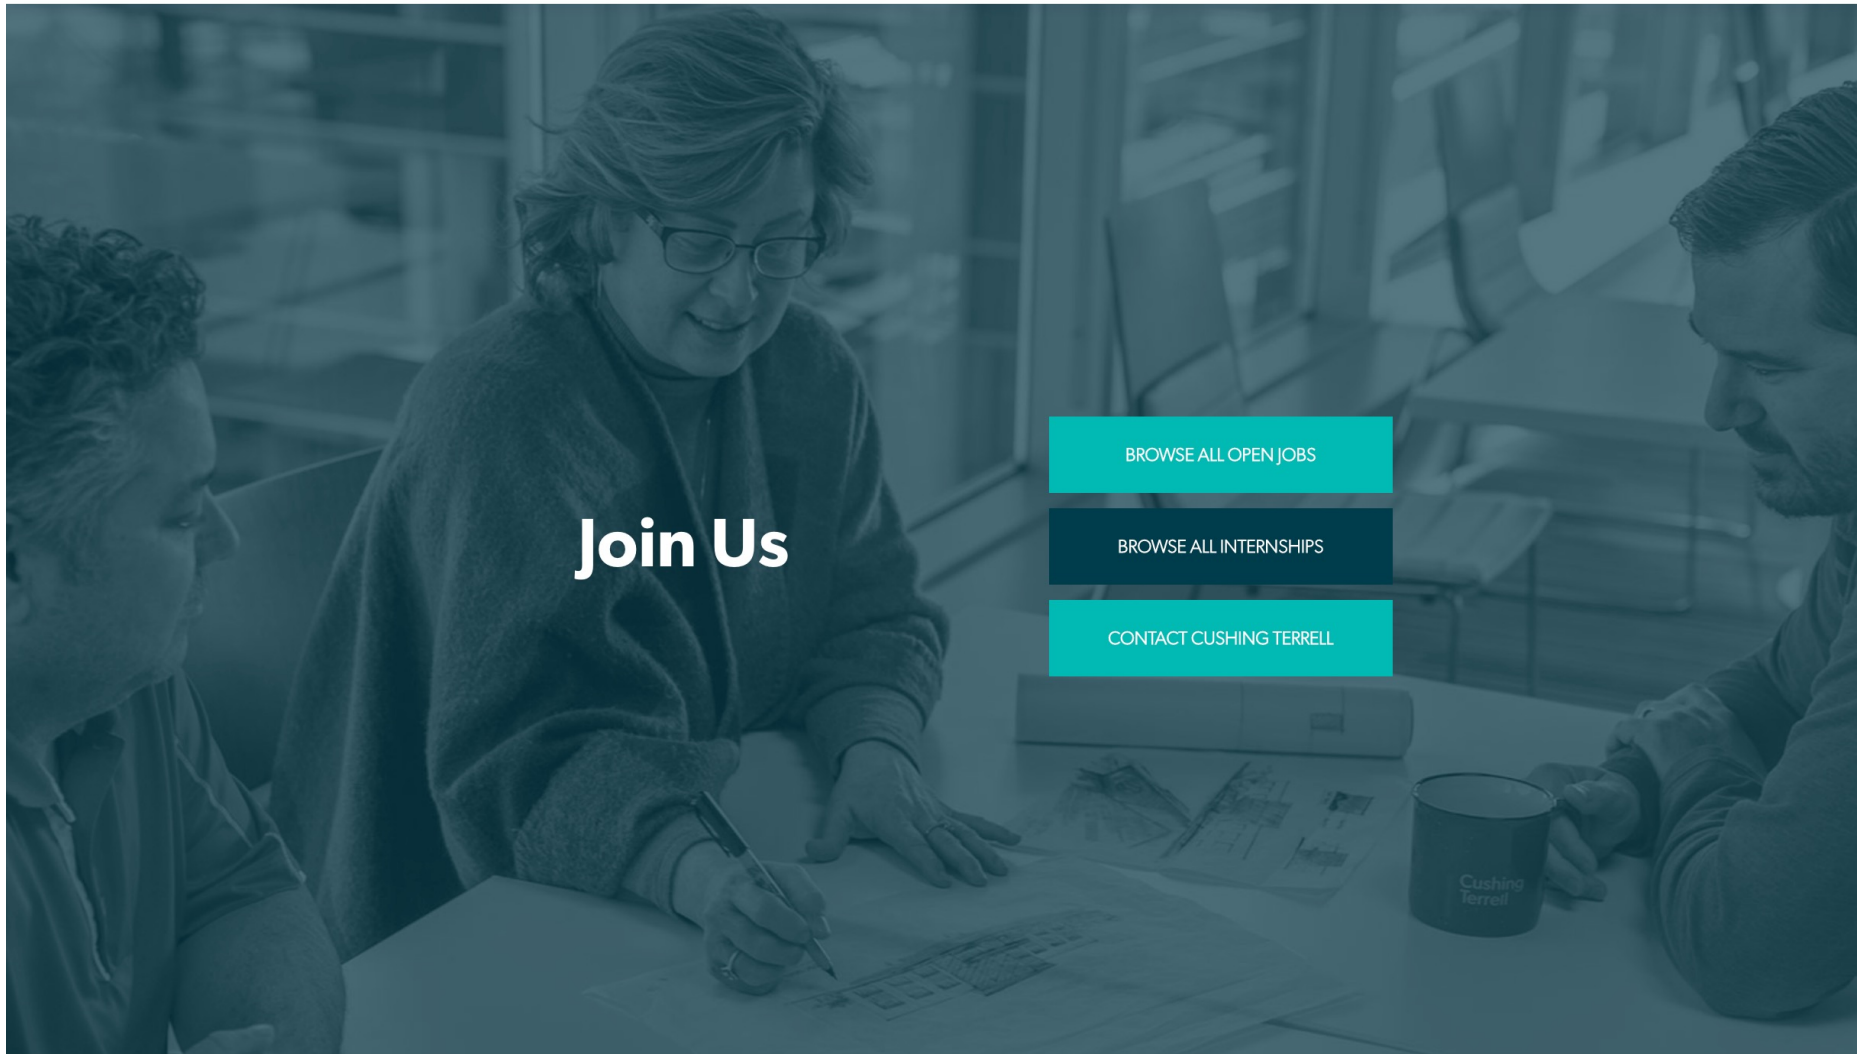 Join Us
BROWSE ALL OPEN JOBS
BROWSE ALL INTERNSHIPS
CONTACT CUSHING TERRELL
Cushing
Terrell